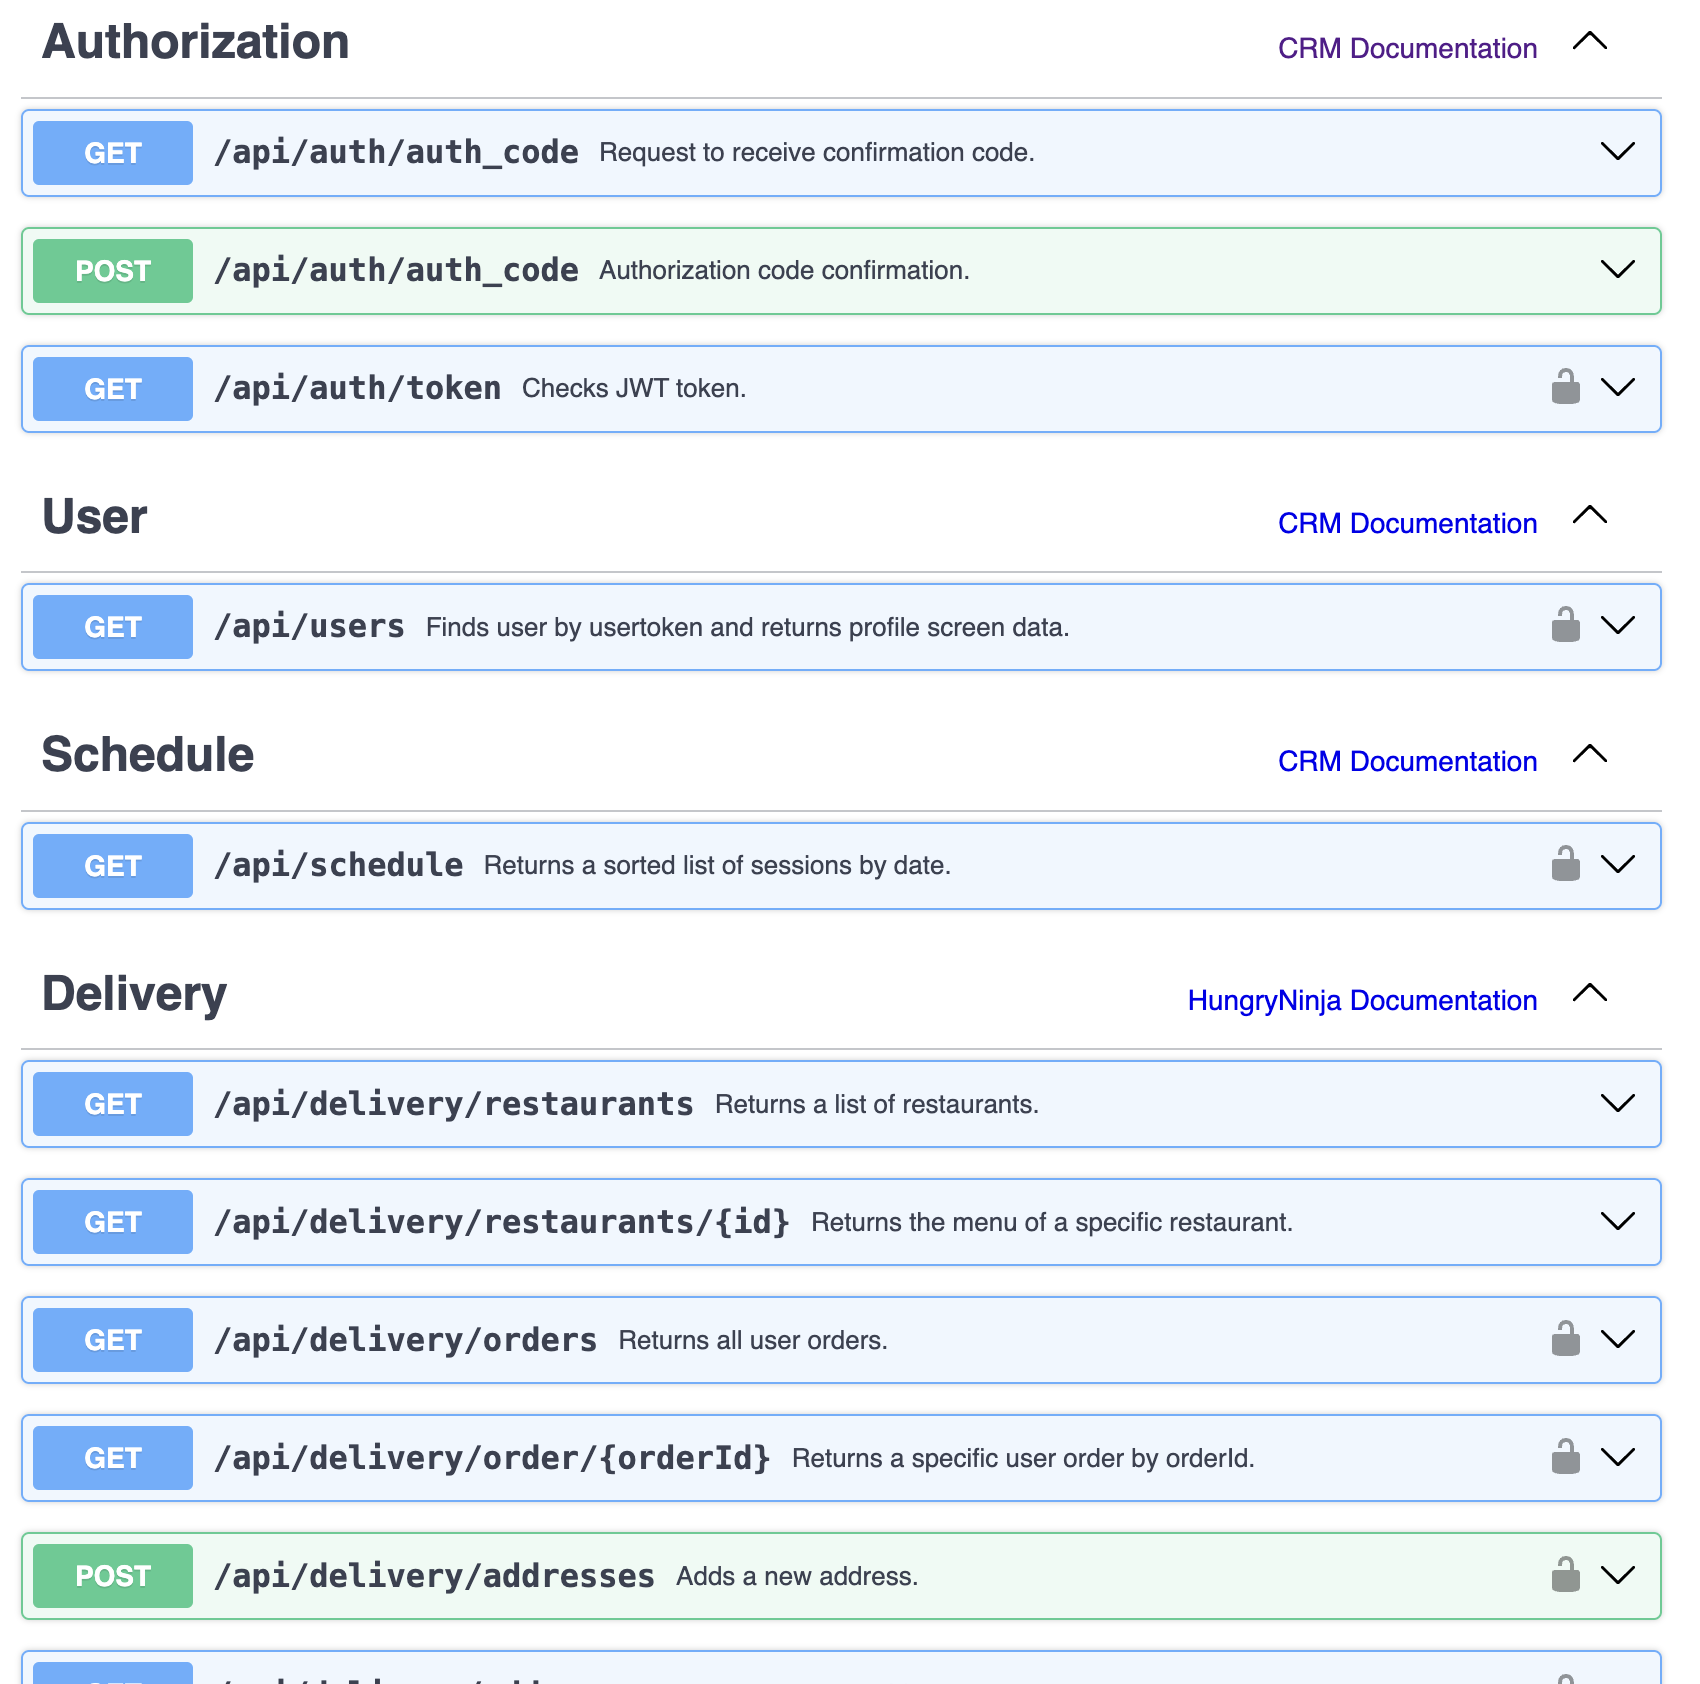 Authorization CRM Documentation
GET /api/auth/auth_code Request to receive confirmation code.
POST /api/auth/auth_code Authorization code confirmation.
GET /api/auth/token Checks JWT token.
User CRM Documentation
GET /api/users Finds user by usertoken and returns profile screen data.
Schedule CRM Documentation
GET /api/schedule Returns a sorted list of sessions by date.
Delivery HungryNinja Documentation
GET /api/delivery/restaurants Returns a list of restaurants.
GET /api/delivery/restaurants/{id} Returns the menu of a specific restaurant.
GET /api/delivery/orders Returns all user orders.
GET /api/delivery/order/{orderId} Returns a specific user order by orderId.
POST /api/delivery/addresses Adds a new address.